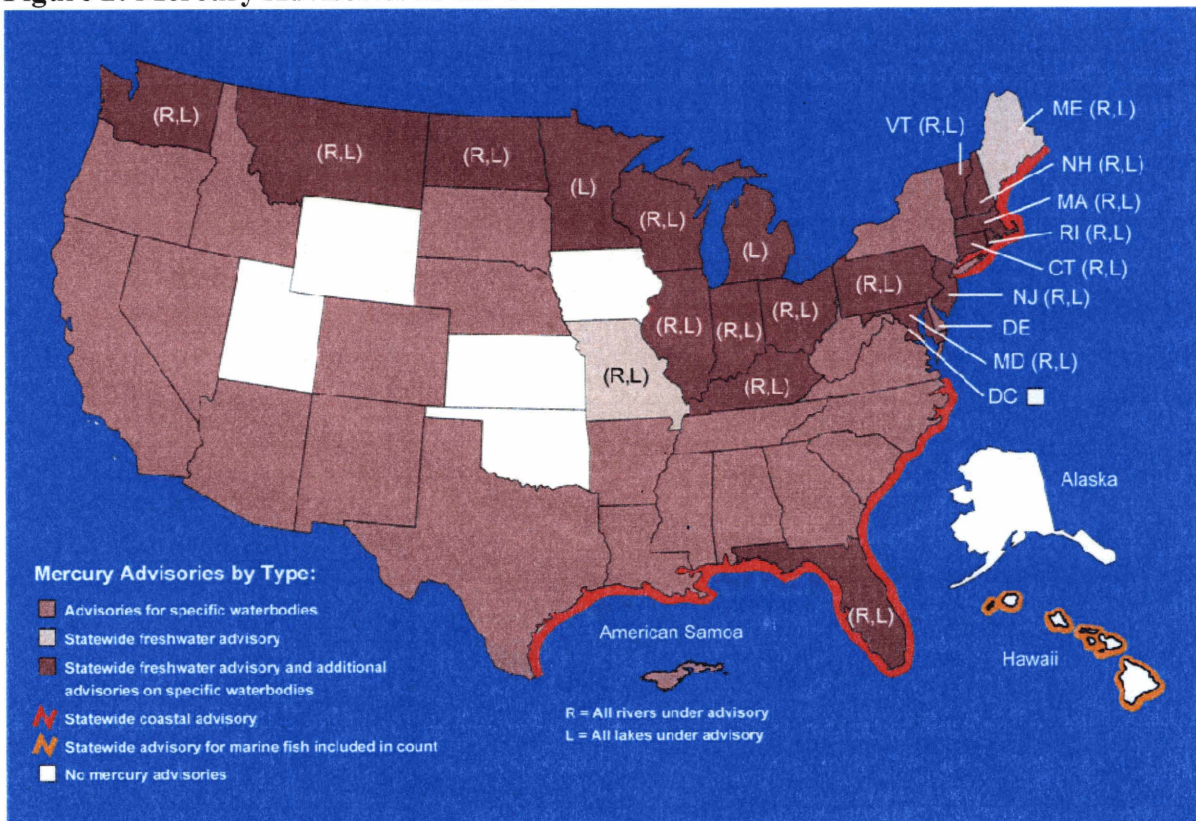 (R,L)
(R,L)
(R,L)
(L)
(R,L)
(L)
(R,L)
(R,L)
(R,L)
(R,L)
(R,L)
(R,L)
(R,L)
VT (R,L)
ME (R,L)
NH (R,L)
MA (R,L)
RI (R,L)
CT (R,L)
NJ (R,L)
DE
MD (R,L)
DC
Alaska
Hawaii
American Samoa
Mercury Advisories by Type:
Advisories for specific waterbodies
Statewide freshwater advisory
Statewide freshwater advisory and additional
advisories on specific waterbodies
Statewide coastal advisory
Statewide advisory for marine fish included in count
No mercury advisories
R = All rivers under advisory
L = All lakes under advisory